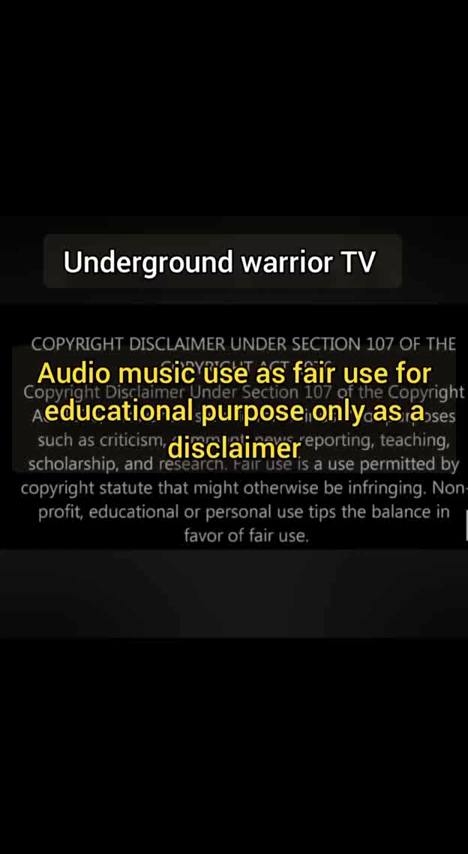 Underground warrior TV
COPYRIGHT DISCLAIMER UNDER SECTION 107 OF THE
Audio music use as fair use for
Copyright Disclaimer Under Section 107 of the Copyright
educational purpose only as a
such as criticism, news reporting, teaching,
disclaimer
scholarship, and research. Fair use is a use permitted by
copyright statute that might otherwise be infringing. Non-
profit, educational or personal use tips the balance in
favor of fair use.